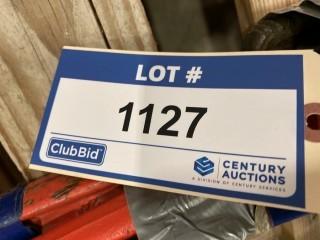 LOT #
1127
ClubBid
CENTURY
AUCTIONS
A DIVISION OF CENTURY SERVICES